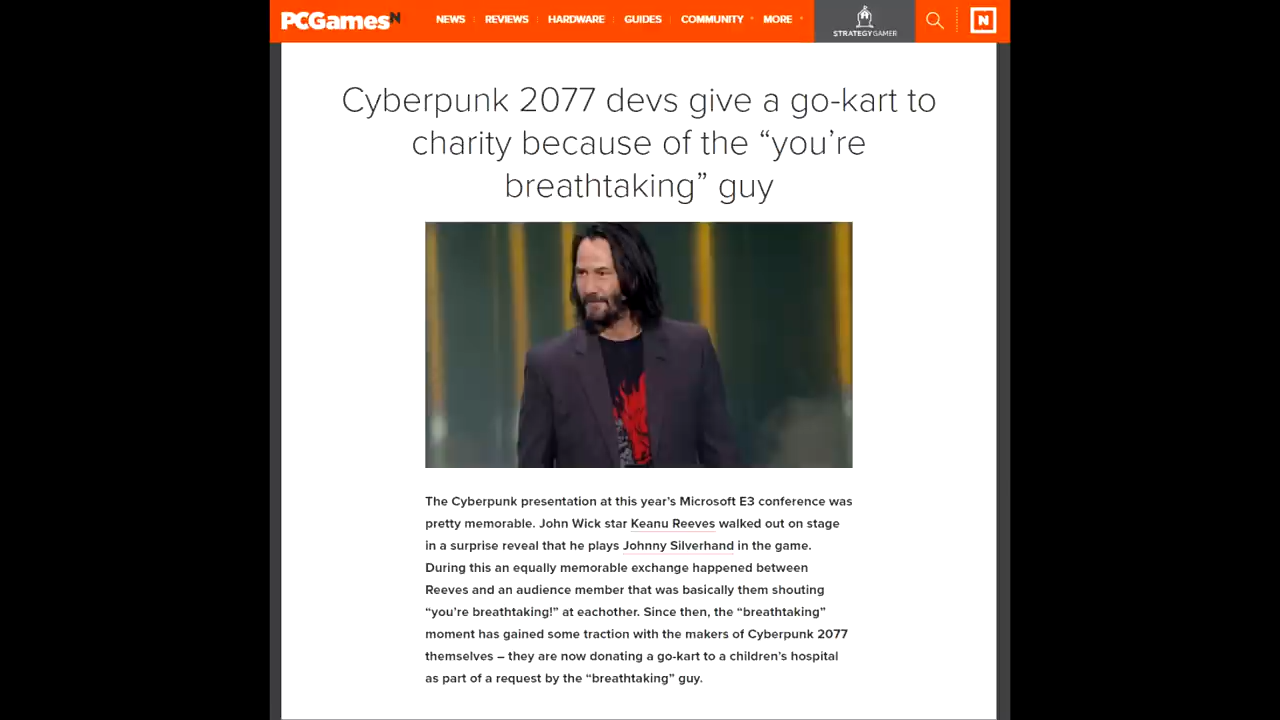 PCGamesN NEWS REVIEWS HARDWARE GUIDES COMMUNITY MORE STRATEGYGAMER N
Cyberpunk 2077 devs give a go-kart to
charity because of the “you’re
breathtaking” guy
The Cyberpunk presentation at this year’s Microsoft E3 conference was
pretty memorable. John Wick star Keanu Reeves walked out on stage
in a surprise reveal that he plays Johnny Silverhand in the game.
During this an equally memorable exchange happened between
Reeves and an audience member that was basically them shouting
“you’re breathtaking!” at eachother. Since then, the “breathtaking”
moment has gained some traction with the makers of Cyberpunk 2077
themselves – they are now donating a go-kart to a children’s hospital
as part of a request by the “breathtaking” guy.